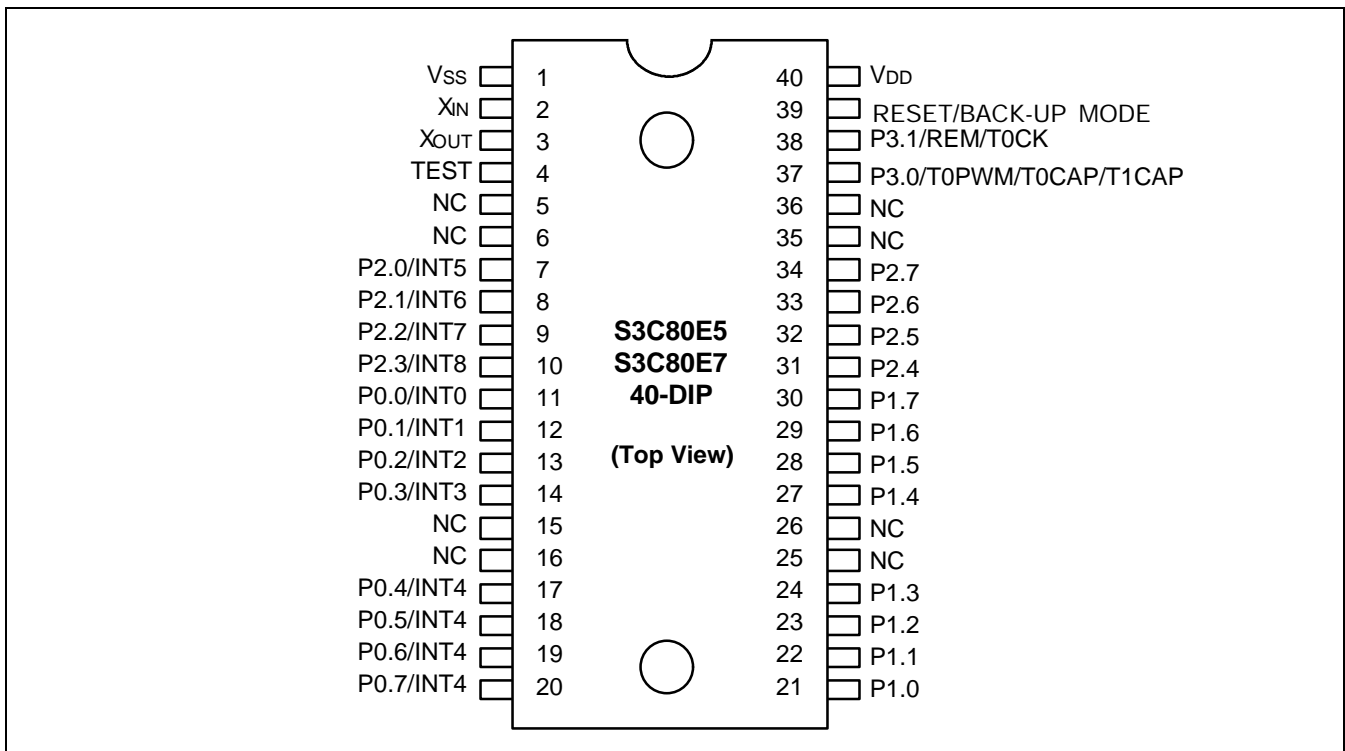 VSS 1 40 VDD
XIN 2 39 RESET/BACK-UP MODE
XOUT 3 38 P3.1/REM/T0CK
TEST 4 37 P3.0/T0PWM/T0CAP/T1CAP
NC 5 36 NC
NC 6 35 NC
P2.0/INT5 7 34 P2.7
P2.1/INT6 8 33 P2.6
P2.2/INT7 9 S3C80E5 32 P2.5
P2.3/INT8 10 S3C80E7 31 P2.4
P0.0/INT0 11 40-DIP 30 P1.7
P0.1/INT1 12 29 P1.6
P0.2/INT2 13 (Top View) 28 P1.5
P0.3/INT3 14 27 P1.4
NC 15 26 NC
NC 16 25 NC
P0.4/INT4 17 24 P1.3
P0.5/INT4 18 23 P1.2
P0.6/INT4 19 22 P1.1
P0.7/INT4 20 21 P1.0